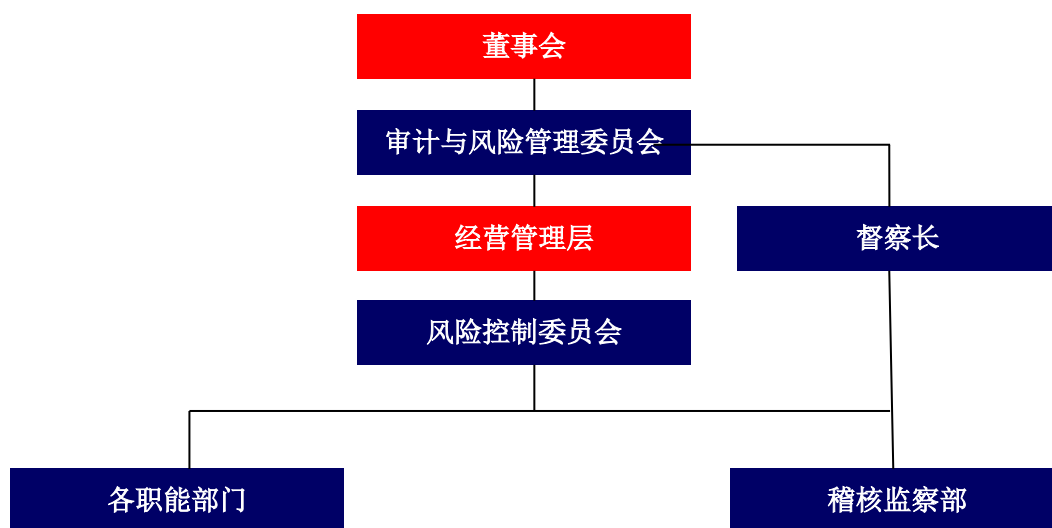 董事会
审计与风险管理委员会
经营管理层
督察长
风险控制委员会
各职能部门
稽核监察部